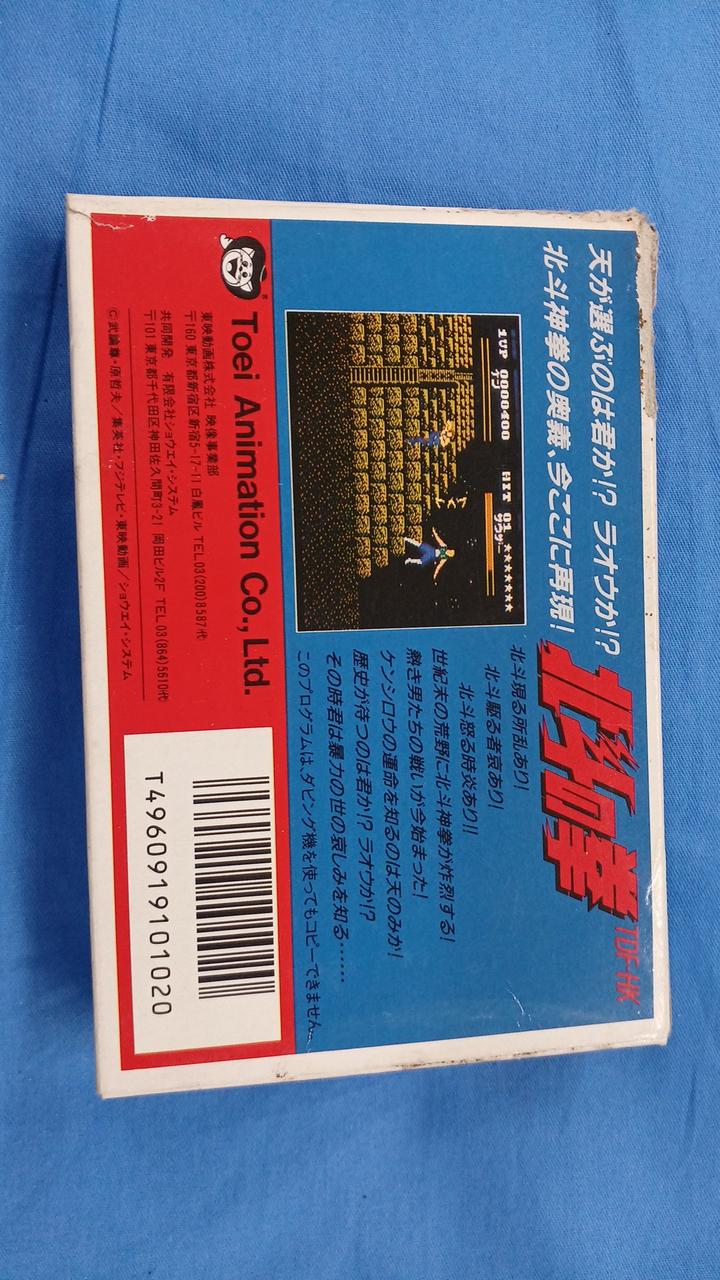 天が選ぶのは君か!? ラオウか!?
北斗神拳の奥義、今ここに再現!
北斗の拳
TDF-HK
1UP 0000400
HIT 01 ★★★★★★★
北斗現る所乱あり!
北斗駆る者哀あり!
北斗怒る時炎あり!!
世紀末の荒野に北斗神拳が炸烈する!
熱き男たちの戦いが今始まった!
ケンシロウの運命を知るのは天のみか!
歴史が待つのは君か!? ラオウか!?
その時君は暴力の世の哀しみを知る……
このプログラムは、ダビング機を使ってもコピーできません。
®
Toei Animation Co., Ltd.
東映動画株式会社 映像事業部
〒160 東京都新宿区新宿5-17-11 白鳳ビル TEL.03(200)8587代
共同開発 有限会社ショウエイ・システム
〒101 東京都千代田区神田佐久間町3-21 岡田ビル2F TEL.03(864)5610代
©武論尊・原哲夫/集英社・フジテレビ・東映動画/ショウエイ・システム
T4960919101020